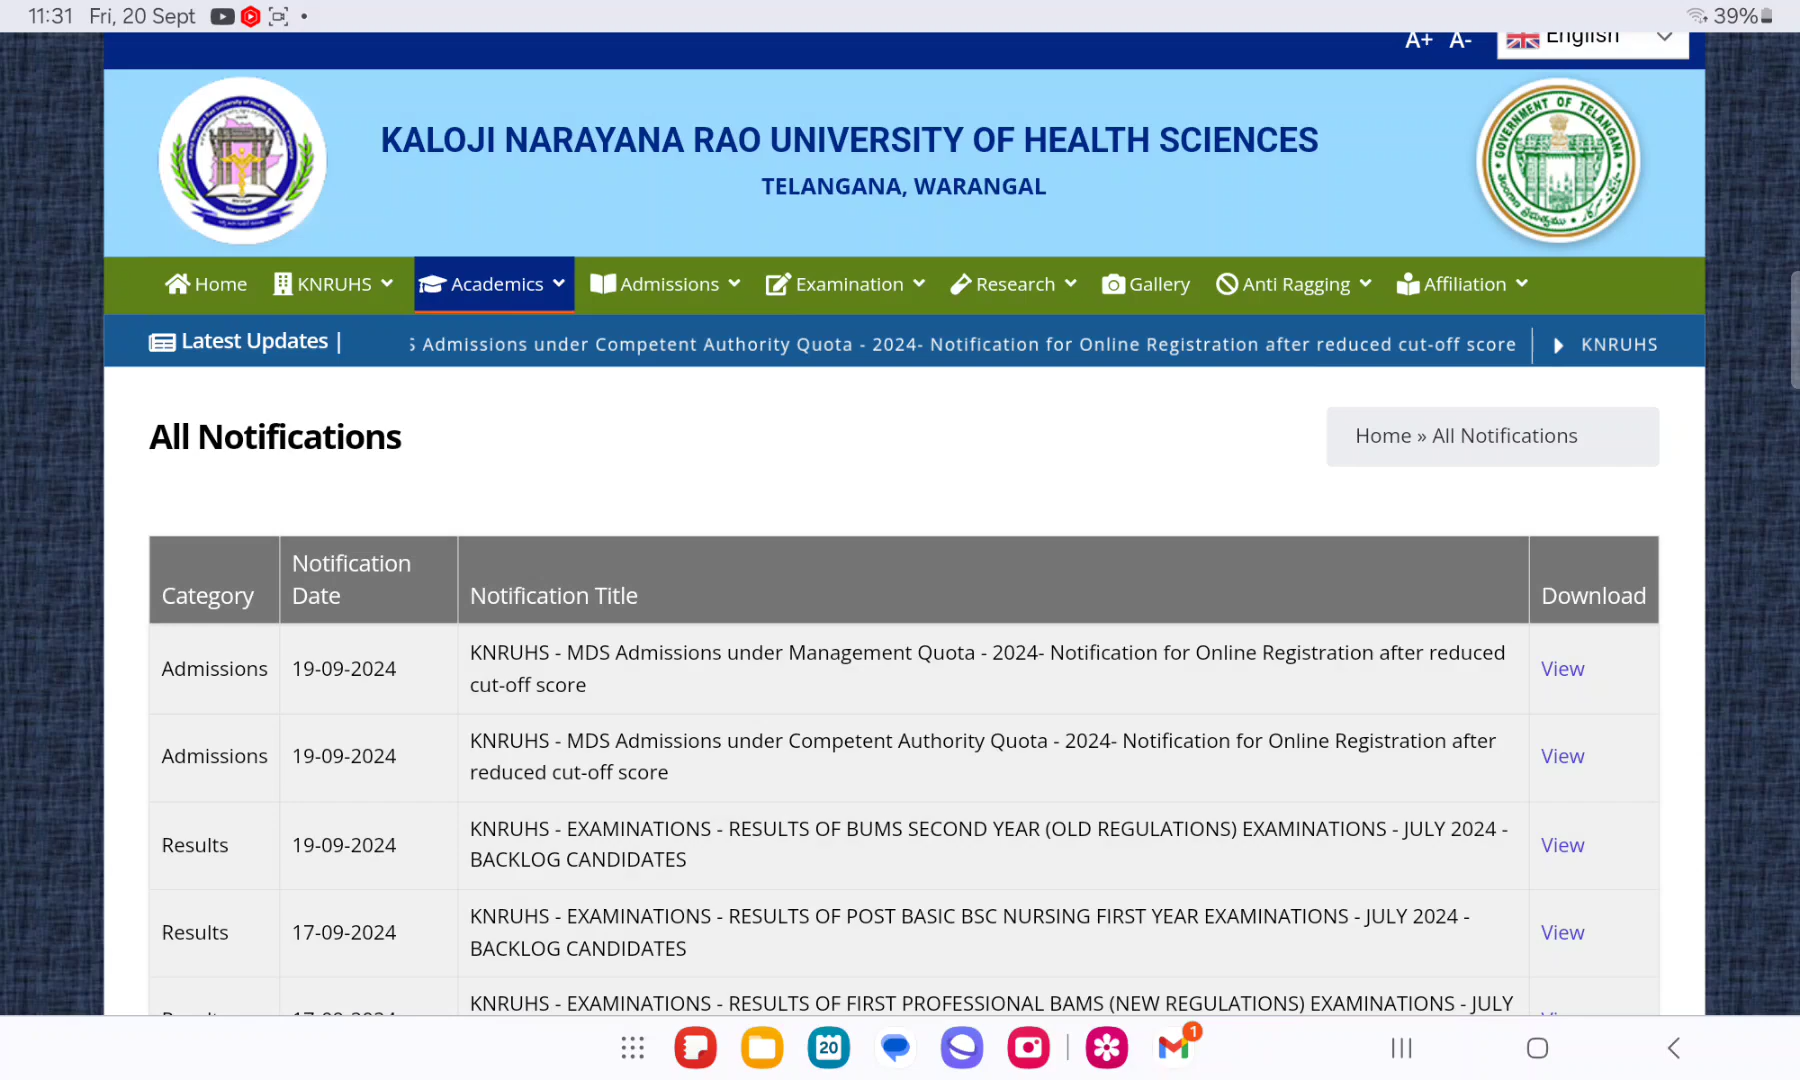 11:31 Fri, 20 Sept
39%
A+ A- English
KALOJI NARAYANA RAO UNIVERSITY OF HEALTH SCIENCES
TELANGANA, WARANGAL
GOVERNMENT OF TELANGANA
Home KNRUHS Academics Admissions Examination Research Gallery Anti Ragging Affiliation
Latest Updates | S Admissions under Competent Authority Quota - 2024- Notification for Online Registration after reduced cut-off score KNRUHS
All Notifications
Home » All Notifications
Category Notification Date Notification Title Download
Admissions 19-09-2024 KNRUHS - MDS Admissions under Management Quota - 2024- Notification for Online Registration after reduced
cut-off score View
Admissions 19-09-2024 KNRUHS - MDS Admissions under Competent Authority Quota - 2024- Notification for Online Registration after
reduced cut-off score View
Results 19-09-2024 KNRUHS - EXAMINATIONS - RESULTS OF BUMS SECOND YEAR (OLD REGULATIONS) EXAMINATIONS - JULY 2024 -
BACKLOG CANDIDATES View
Results 17-09-2024 KNRUHS - EXAMINATIONS - RESULTS OF POST BASIC BSC NURSING FIRST YEAR EXAMINATIONS - JULY 2024 -
BACKLOG CANDIDATES View
KNRUHS - EXAMINATIONS - RESULTS OF FIRST PROFESSIONAL BAMS (NEW REGULATIONS) EXAMINATIONS - JULY
20
1